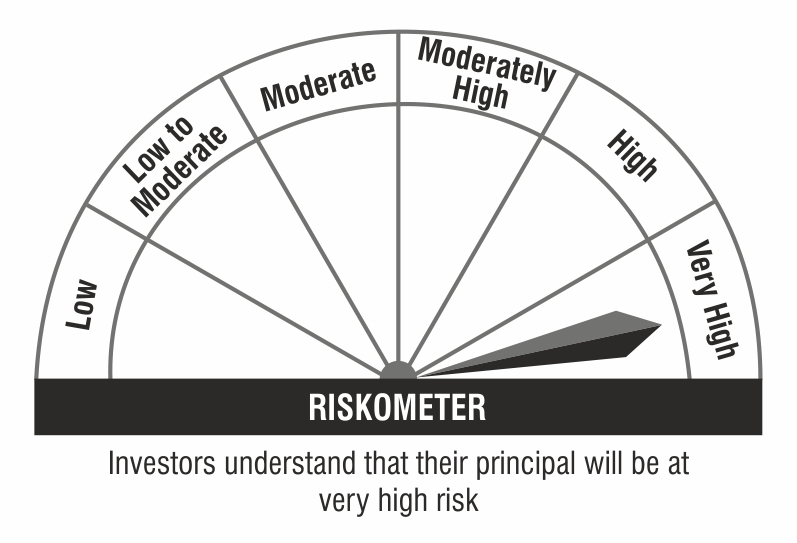 Low
Low to
Moderate
Moderate
Moderately
High
High
Very High
RISKOMETER
Investors understand that their principal will be at
very high risk